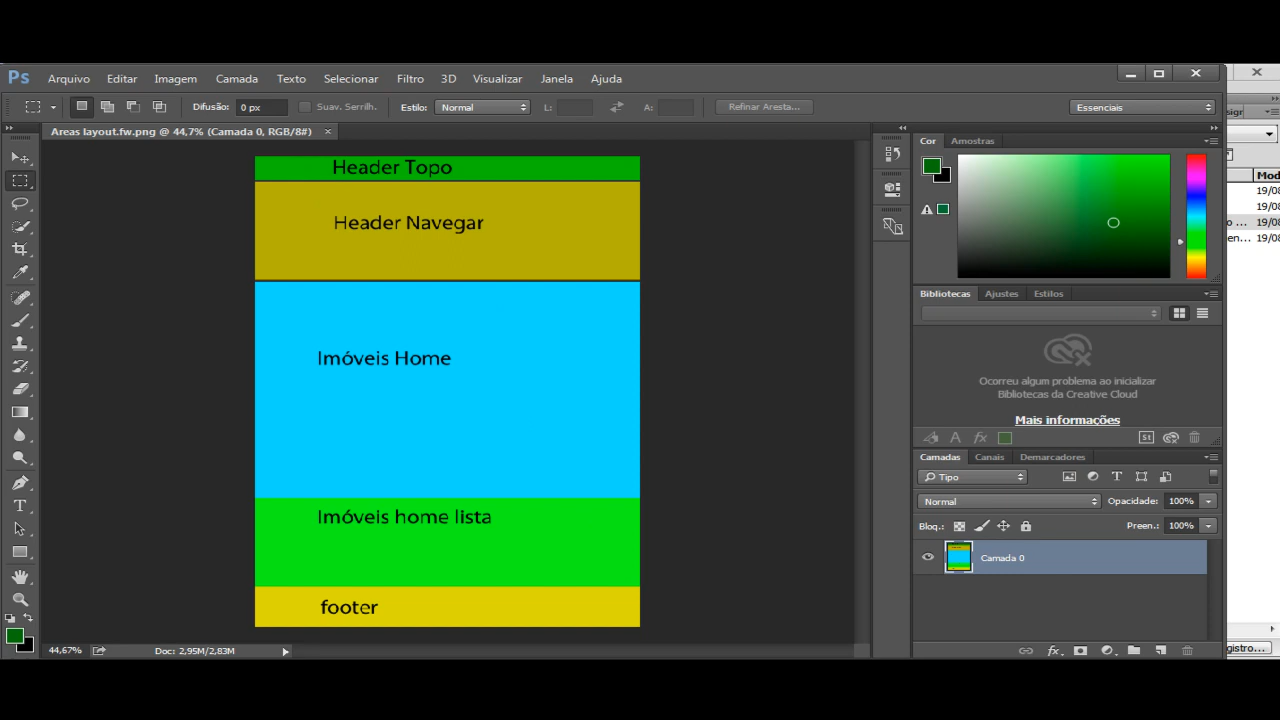 Ps Arquivo Editar Imagem Camada Texto Selecionar Filtro 3D Visualizar Janela Ajuda
Difusão: 0 px Suav. Serrilh. Estilo: Normal L: A: Refinar Aresta... Essenciais
Areas layout.fw.png @ 44,7% (Camada 0, RGB/8#) ×
Header Topo
Header Navegar
Imóveis Home
Imóveis home lista
footer
44,67% Doc: 2,95M/2,83M
Cor Amostras
Bibliotecas Ajustes Estilos
Ocorreu algum problema ao inicializar
Bibliotecas da Creative Cloud
Mais informações
St
Camadas Canais Demarcadores
Tipo
Normal Opacidade: 100%
Bloq.: Preen.: 100%
Camada 0
Mod
19/08
19/08
19/08
19/08